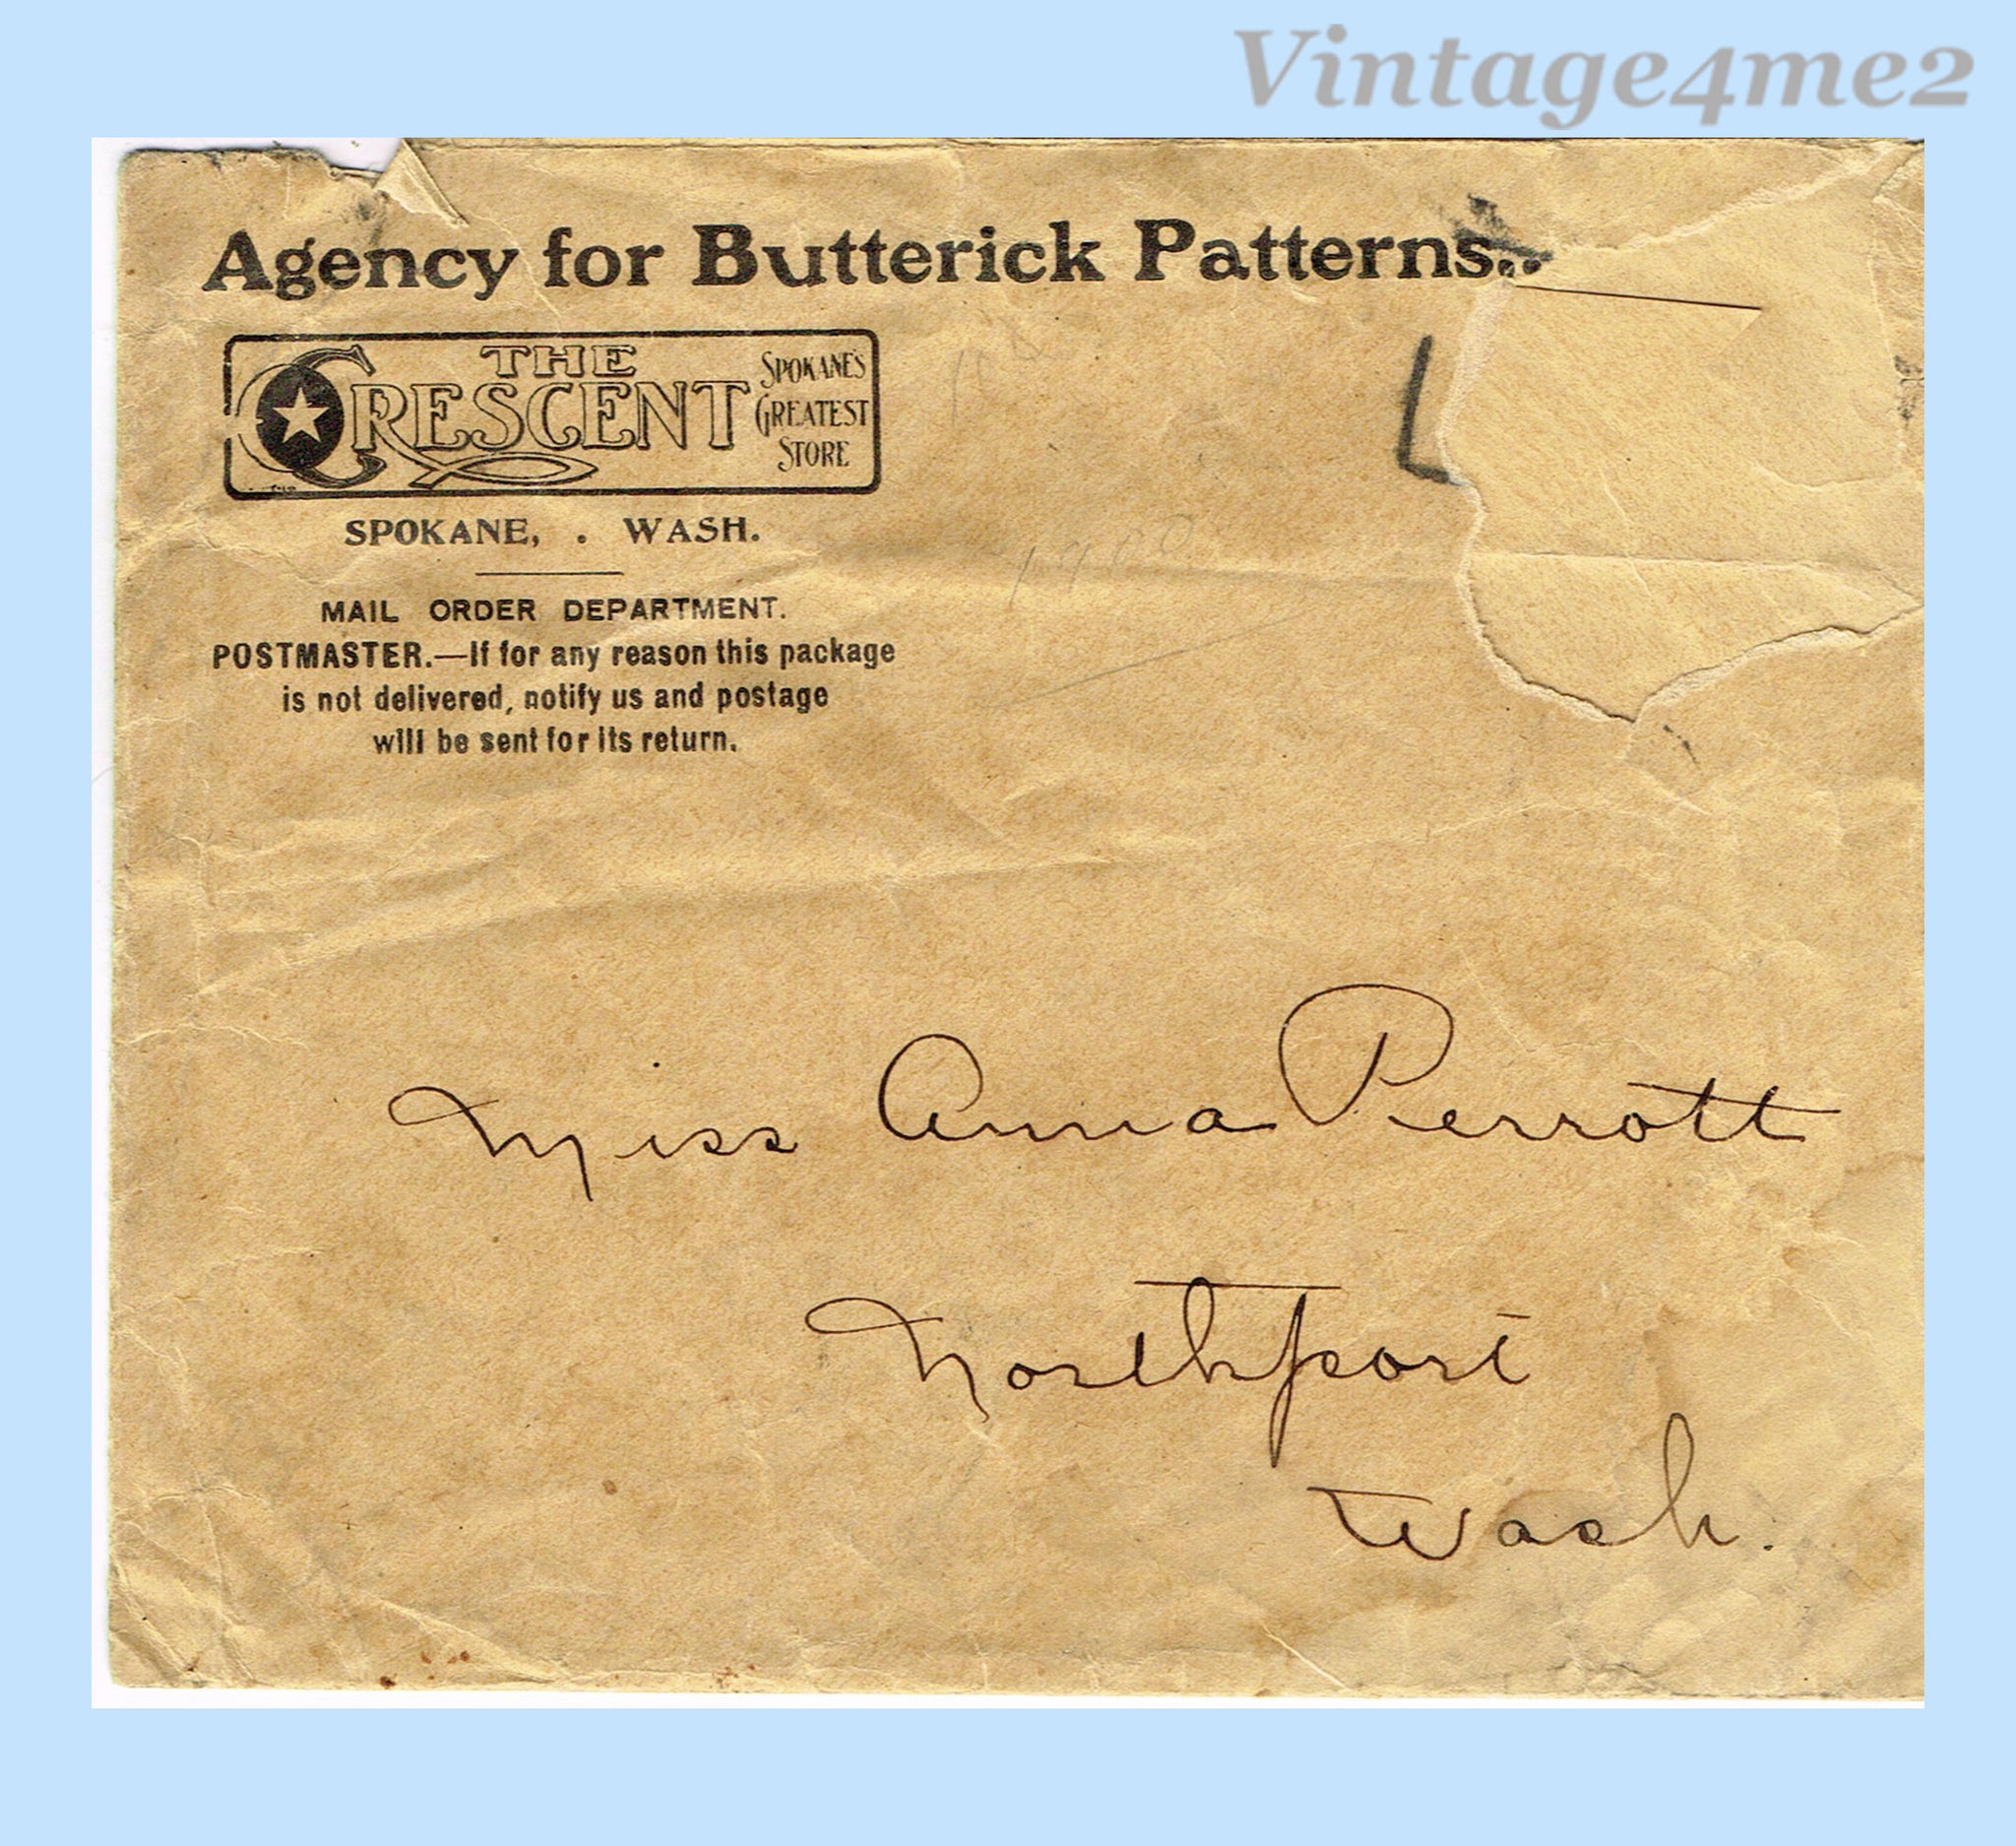 Vintage4me2
Agency for Butterick Patterns...
THE
CRESCENT
SPOKANE'S
GREATEST
STORE
SPOKANE, . WASH.
MAIL ORDER DEPARTMENT.
POSTMASTER.—If for any reason this package
is not delivered, notify us and postage
will be sent for its return.
Miss Anna Perrott
Northport
Wash.